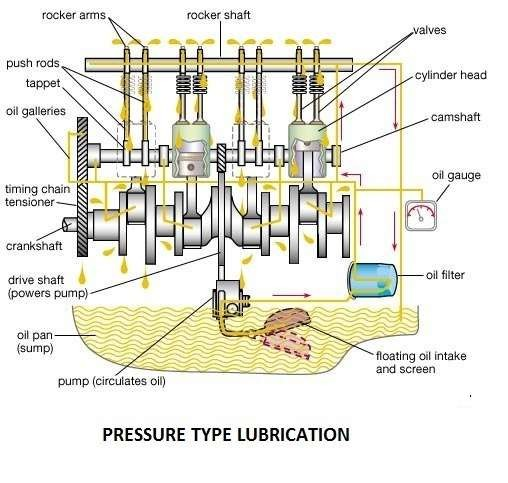 rocker arms
rocker shaft
valves
push rods
cylinder head
tappet
oil galleries
camshaft
oil gauge
timing chain
tensioner
crankshaft
oil filter
drive shaft
(powers pump)
oil pan
(sump)
floating oil intake
and screen
pump (circulates oil)
PRESSURE TYPE LUBRICATION